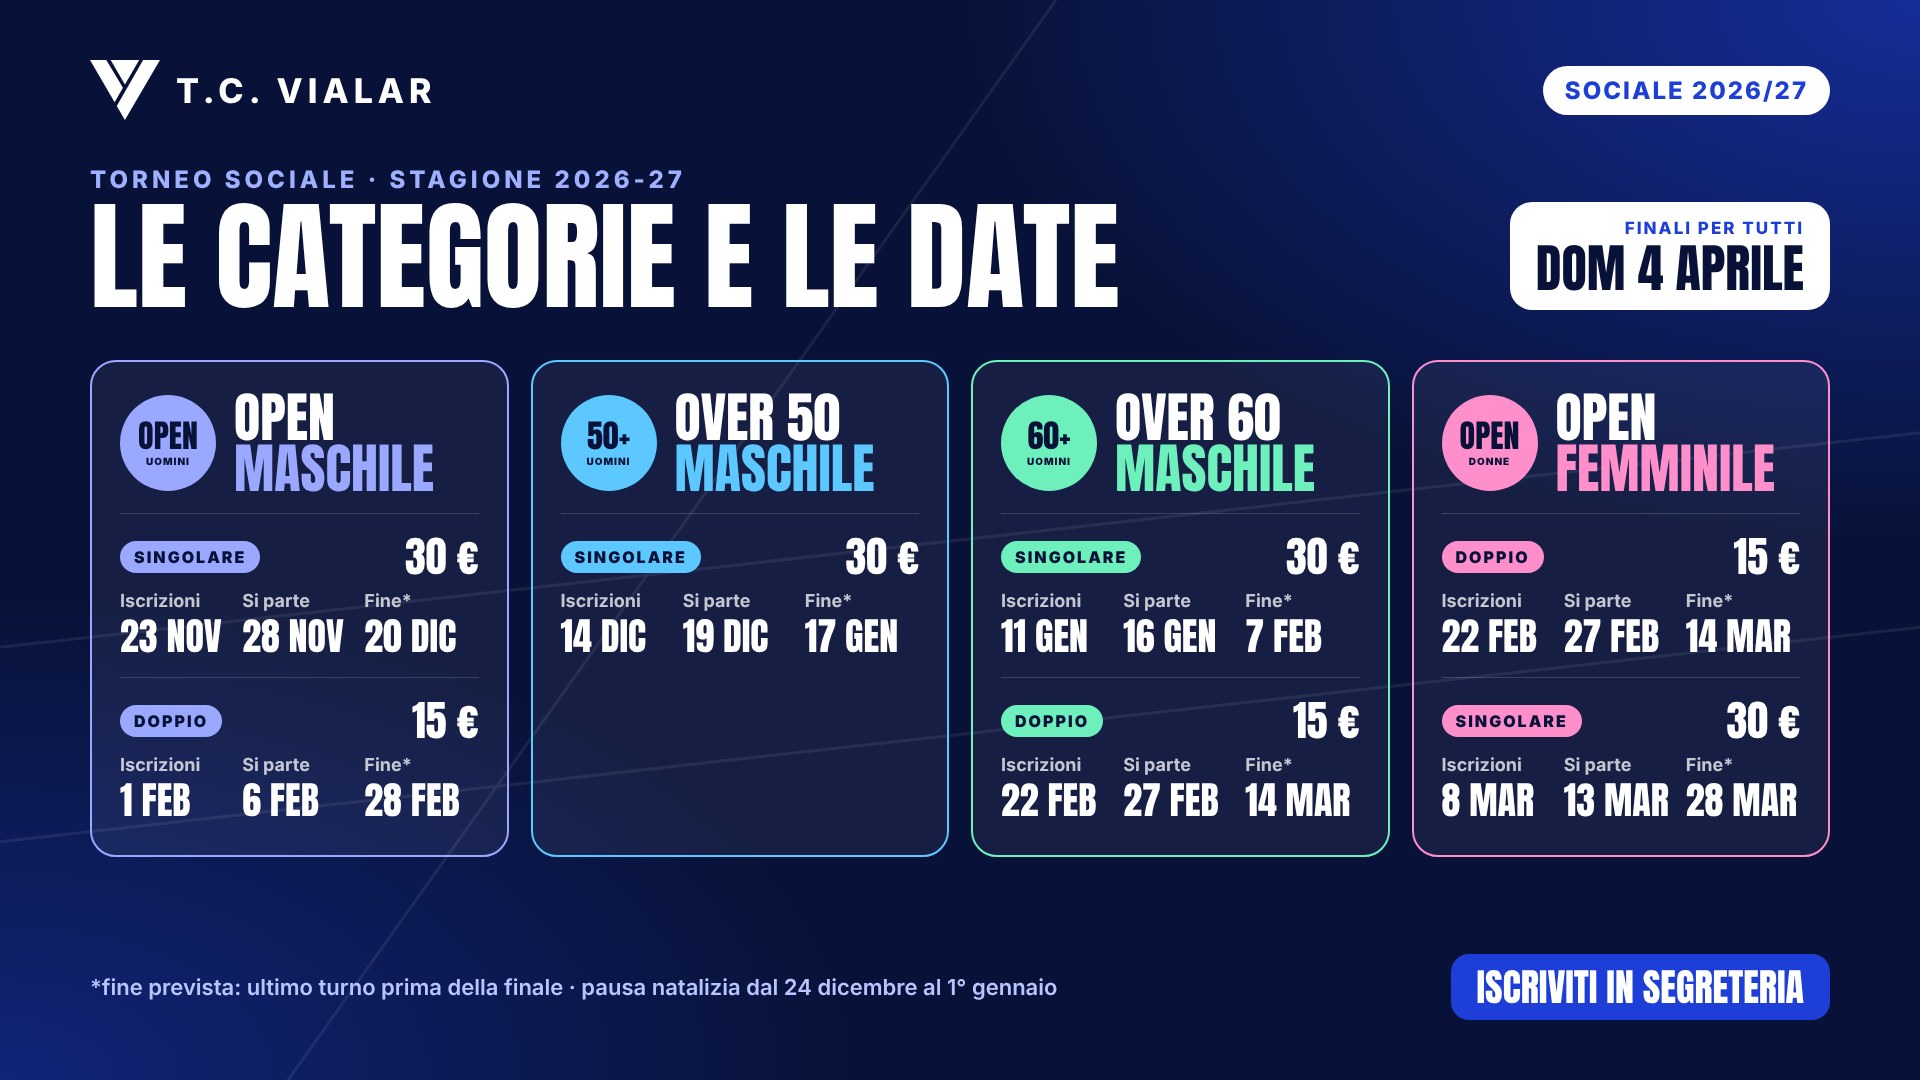 T.C. VIALAR
SOCIALE 2026/27
TORNEO SOCIALE · STAGIONE 2026-27
LE CATEGORIE E LE DATE
FINALI PER TUTTI
DOM 4 APRILE
OPEN
UOMINI
OPEN
MASCHILE
SINGOLARE
30 €
Iscrizioni Si parte Fine*
23 NOV 28 NOV 20 DIC
DOPPIO
15 €
Iscrizioni Si parte Fine*
1 FEB 6 FEB 28 FEB
50+
UOMINI
OVER 50
MASCHILE
SINGOLARE
30 €
Iscrizioni Si parte Fine*
14 DIC 19 DIC 17 GEN
60+
UOMINI
OVER 60
MASCHILE
SINGOLARE
30 €
Iscrizioni Si parte Fine*
11 GEN 16 GEN 7 FEB
DOPPIO
15 €
Iscrizioni Si parte Fine*
22 FEB 27 FEB 14 MAR
OPEN
DONNE
OPEN
FEMMINILE
DOPPIO
15 €
Iscrizioni Si parte Fine*
22 FEB 27 FEB 14 MAR
SINGOLARE
30 €
Iscrizioni Si parte Fine*
8 MAR 13 MAR 28 MAR
*fine prevista: ultimo turno prima della finale · pausa natalizia dal 24 dicembre al 1° gennaio
ISCRIVITI IN SEGRETERIA